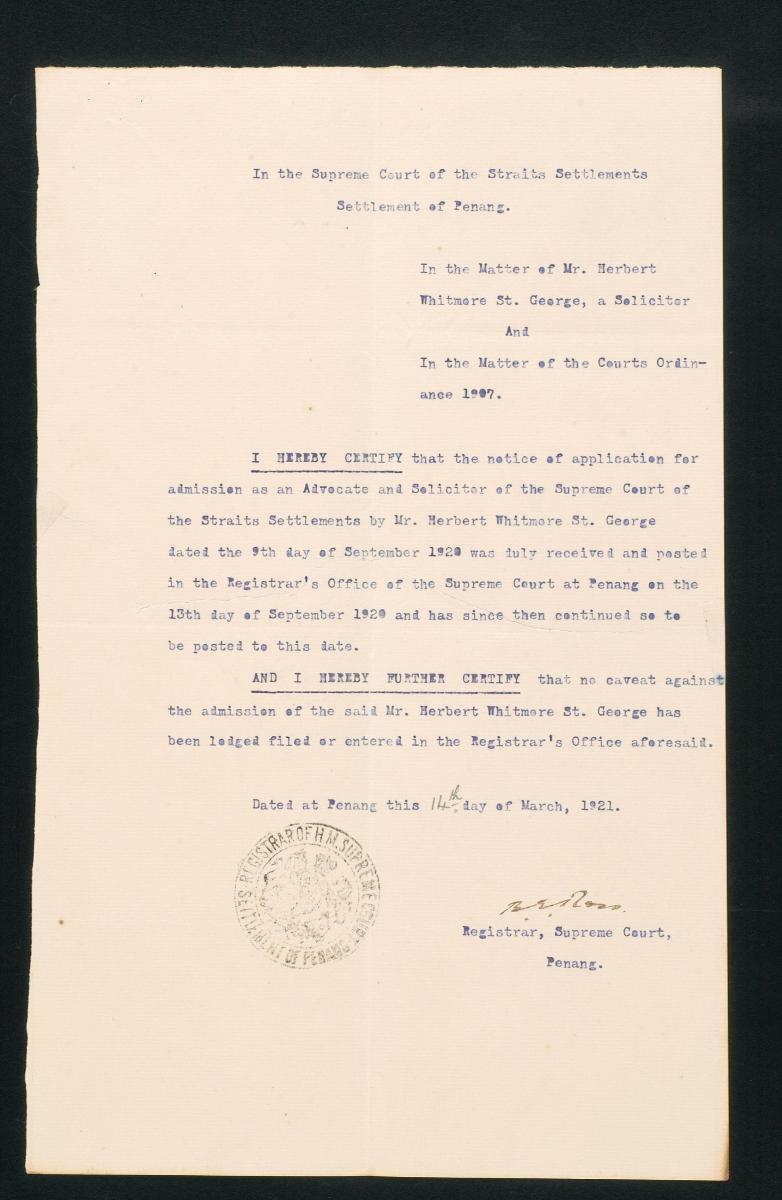 In the Supreme Court of the Straits Settlements
Settlement of Penang.
In the Matter of Mr. Herbert
Whitmore St. George, a Solicitor
And
In the Matter of the Courts Ordin-
ance 1907.
I HEREBY CERTIFY that the notice of application for
admission as an Advocate and Solicitor of the Supreme Court of
the Straits Settlements by Mr. Herbert Whitmore St. George
dated the 9th day of September 1920 was duly received and posted
in the Registrar's Office of the Supreme Court at Penang on the
13th day of September 1920 and has since then continued so to
be posted to this date.
AND I HEREBY FURTHER CERTIFY that no caveat against
the admission of the said Mr. Herbert Whitmore St. George has
been lodged filed or entered in the Registrar's Office aforesaid.
Dated at Penang this 14th day of March, 1921.
REGISTRAR OF H.M. SUPREME COURT
SETTLEMENT OF PENANG
Registrar, Supreme Court,
Penang.